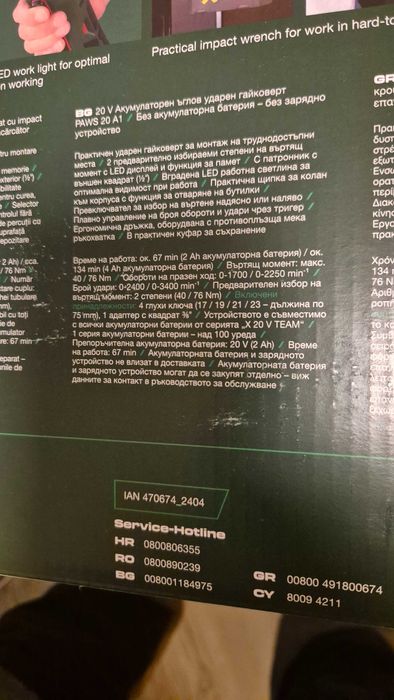 ED work light for optimal
n working
Practical impact wrench for work in hard-to
BG 20 V Акумулаторен ъглов ударен гайковерт
PAWS 20 A1 / Без акумулаторна батерия – без зарядно
устройство
Практичен ударен гайковерт за монтаж на труднодостъпни
места / 2 предварително избираеми степени на въртящ
момент с LED дисплей и функция за памет / С патронник с
външен квадрат (½") / Вградена LED работна светлина за
оптимална видимост при работа / Практична щипка за колан
към корпуса с функция за отваряне на бутилки /
Превключвател за избор на въртене надясно или наляво /
Плавно управление на броя обороти и удари чрез тригер /
Ергономична дръжка, оборудвана с противоплъзща мека
ръкохватка / В практичен куфар за съхранение
Време на работа: ок. 67 min (2 Ah акумулаторна батерия) / ок.
134 min (4 Ah акумулаторна батерия) / Въртящ момент: макс.
40 / 76 Nm / Обороти на празен ход: 0-1700 / 0-2250 min⁻¹ /
Брой удари: 0-2400 / 0-3400 min⁻¹ / Предварителен избор на
въртящ момент: 2 степени (40 / 76 Nm) / Включени
принадлежности: 4 глухи ключа (17 / 19 / 21 / 23 – дължина по
75 mm), 1 адаптер с квадрат ⅜" / Устройството е съвместимо
с всички акумулаторни батерии от серията „X 20 V TEAM“ /
1 серия акумулаторни батерии – над 100 уреда /
Препоръчителна акумулаторна батерия: 20 V (2 Ah) / Време
на работа: 67 min / Акумулаторната батерия и зарядното
устройство не влизат в доставката / Акумулаторната батерия
и зарядното устройство могат да се закупят отделно – виж
данните за контакт в ръководството за обслужване /
IAN 470674_2404
Service-Hotline
HR 0800806355
RO 0800890239
BG 008001184975
GR 00800 491800674
CY 8009 4211